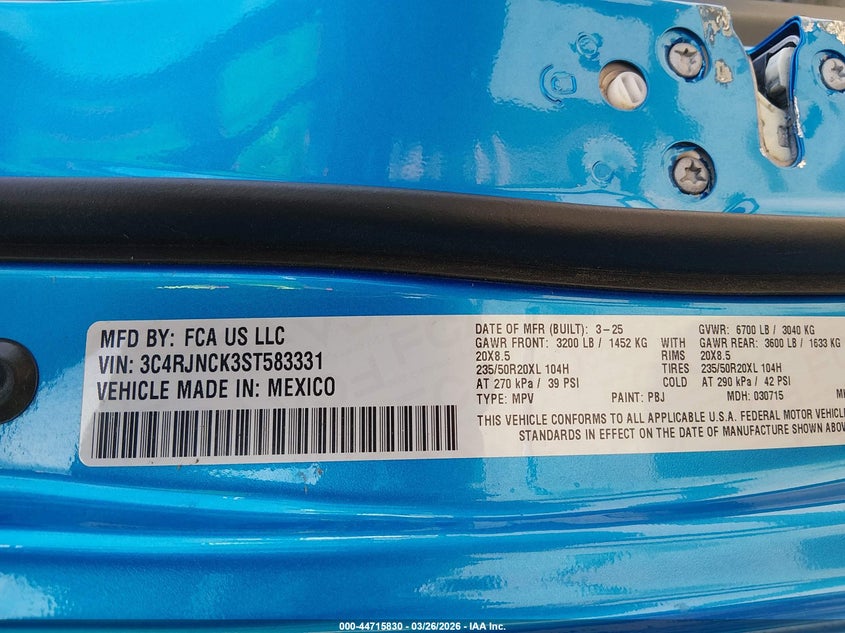 MFD BY: FCA US LLC
VIN: 3C4RJNCK3ST583331
VEHICLE MADE IN: MEXICO
DATE OF MFR (BUILT): 3-25 GVWR: 6700 LB / 3040 KG
GAWR FRONT: 3200 LB / 1452 KG WITH GAWR REAR: 3600 LB / 1633 KG
20X8.5 RIMS 20X8.5
235/50R20XL 104H TIRES 235/50R20XL 104H
AT 270 kPa / 39 PSI COLD AT 290 kPa / 42 PSI
TYPE: MPV PAINT: PBJ MDH: 030715
THIS VEHICLE CONFORMS TO ALL APPLICABLE U.S.A. FEDERAL MOTOR VEHICLE
STANDARDS IN EFFECT ON THE DATE OF MANUFACTURE SHOWN ABOVE
000-44715830 - 03/26/2026 - IAA Inc.